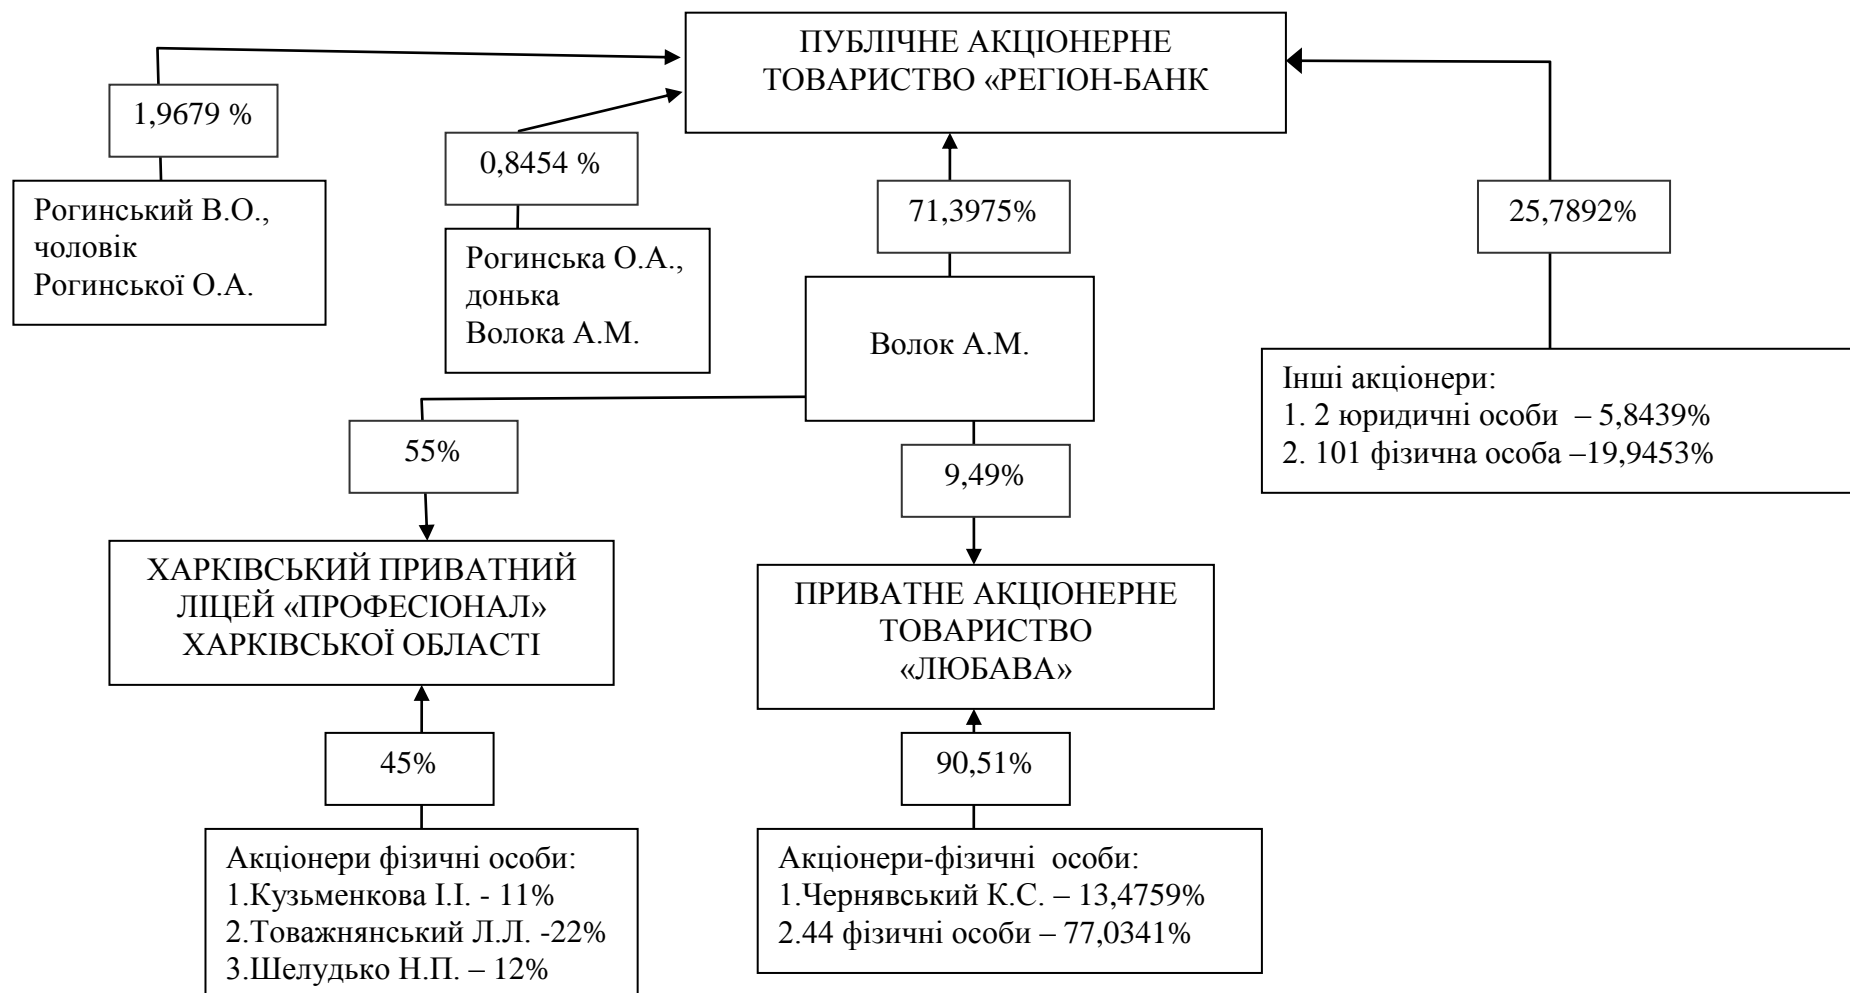 ПУБЛІЧНЕ АКЦІОНЕРНЕ
ТОВАРИСТВО «РЕГІОН-БАНК
1,9679 %
0,8454 %
71,3975%
25,7892%
Рогинський В.О.,
чоловік
Рогинської О.А.
Рогинська О.А.,
донька
Волока А.М.
Волок А.М.
Інші акціонери:
1. 2 юридичні особи – 5,8439%
2. 101 фізична особа –19,9453%
55%
9,49%
ХАРКІВСЬКИЙ ПРИВАТНИЙ
ЛІЦЕЙ «ПРОФЕСІОНАЛ»
ХАРКІВСЬКОЇ ОБЛАСТІ
ПРИВАТНЕ АКЦІОНЕРНЕ
ТОВАРИСТВО
«ЛЮБАВА»
45%
90,51%
Акціонери фізичні особи:
1.Кузьменкова І.І. - 11%
2.Товажнянський Л.Л. -22%
3.Шелудько Н.П. – 12%
Акціонери-фізичні особи:
1.Чернявський К.С. – 13,4759%
2.44 фізичні особи – 77,0341%